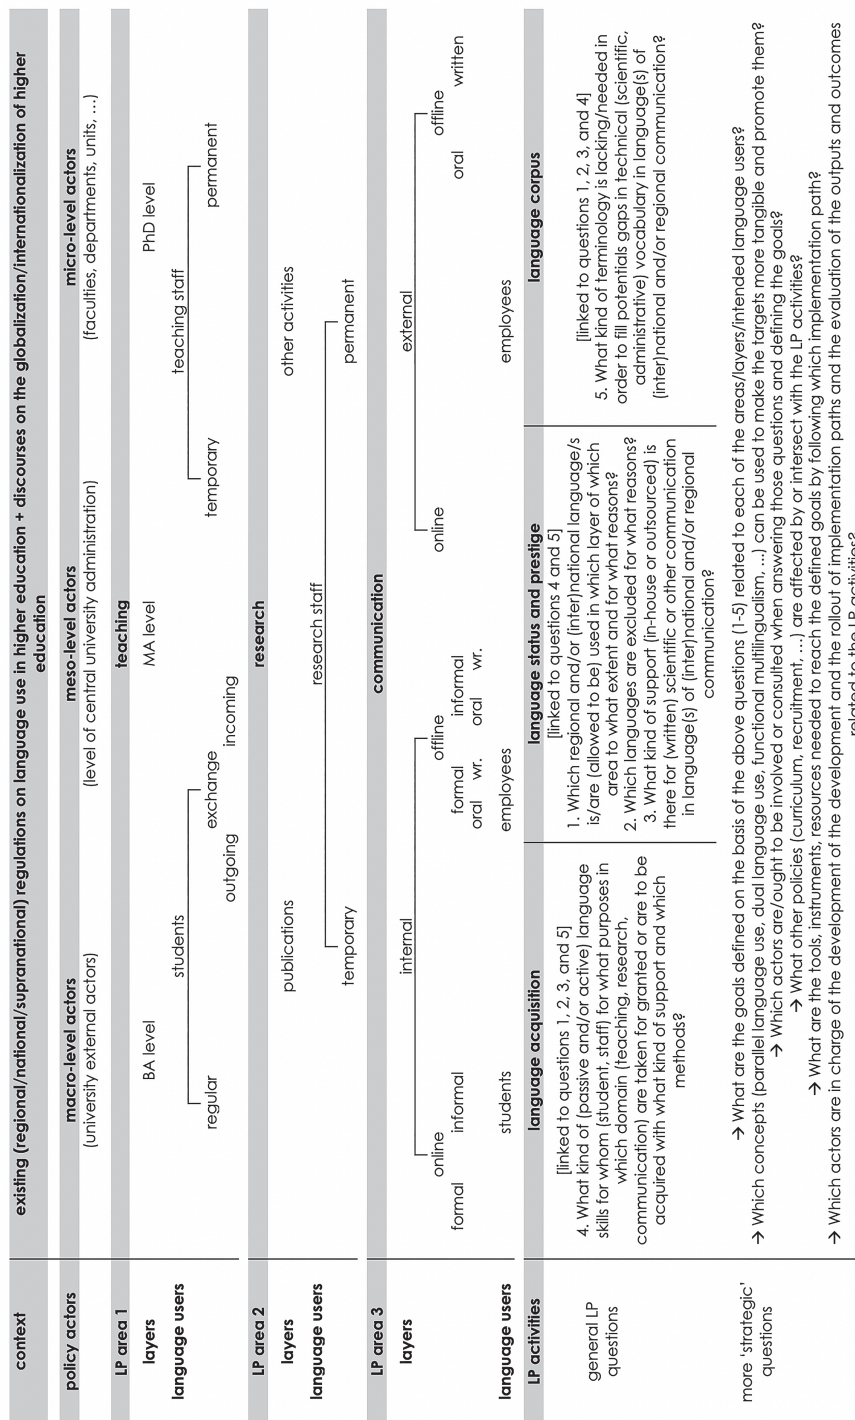 context existing (regional/national/supranational) regulations on language use in higher education + discourses on the globalization/internationalization of higher
education
policy actors macro-level actors meso-level actors micro-level actors
(university external actors) (level of central university administration) (faculties, departments, units, …)
LP area 1 teaching
layers BA level MA level PhD level
language users students teaching staff
regular exchange temporary permanent
outgoing incoming
LP area 2 research
layers publications other activities
language users research staff
temporary permanent
LP area 3 communication
layers internal external
online offline online offline
formal informal formal informal oral written
oral wr. oral wr.
language users students employees employees
LP activities language acquisition language status and prestige language corpus
general LP
questions
[linked to questions 1, 2, 3, and 5]
4. What kind of (passive and/or active) language
skills for whom (student, staff) for what purposes in
which domain (teaching, research,
communication) are taken for granted or are to be
acquired with what kind of support and which
methods?
[linked to questions 4 and 5]
1. Which regional and/or (inter)national language/s
is/are (allowed to be) used in which layer of which
area to what extent and for what reasons?
2. Which languages are excluded for what reasons?
3. What kind of support (in-house or outsourced) is
there for (written) scientific or other communication
in language(s) of (inter)national and/or regional
communication?
[linked to questions 1, 2, 3, and 4]
5. What kind of terminology is lacking/needed in
order to fill potentials gaps in technical (scientific,
administrative) vocabulary in language(s) of
(inter)national and/or regional communication?
more 'strategic'
questions
→ What are the goals defined on the basis of the above questions (1-5) related to each of the areas/layers/intended language users?
→ Which concepts (parallel language use, dual language use, functional multilingualism, …) can be used to make the targets more tangible and promote them?
→ Which actors are/ought to be involved or consulted when answering those questions and defining the goals?
→ What other policies (curriculum, recruitment, …) are affected by or intersect with the LP activities?
→ What are the tools, instruments, resources needed to reach the defined goals by following which implementation path?
→ Which actors are in charge of the development and the rollout of implementation paths and the evaluation of the outputs and outcomes
related to the LP activities?